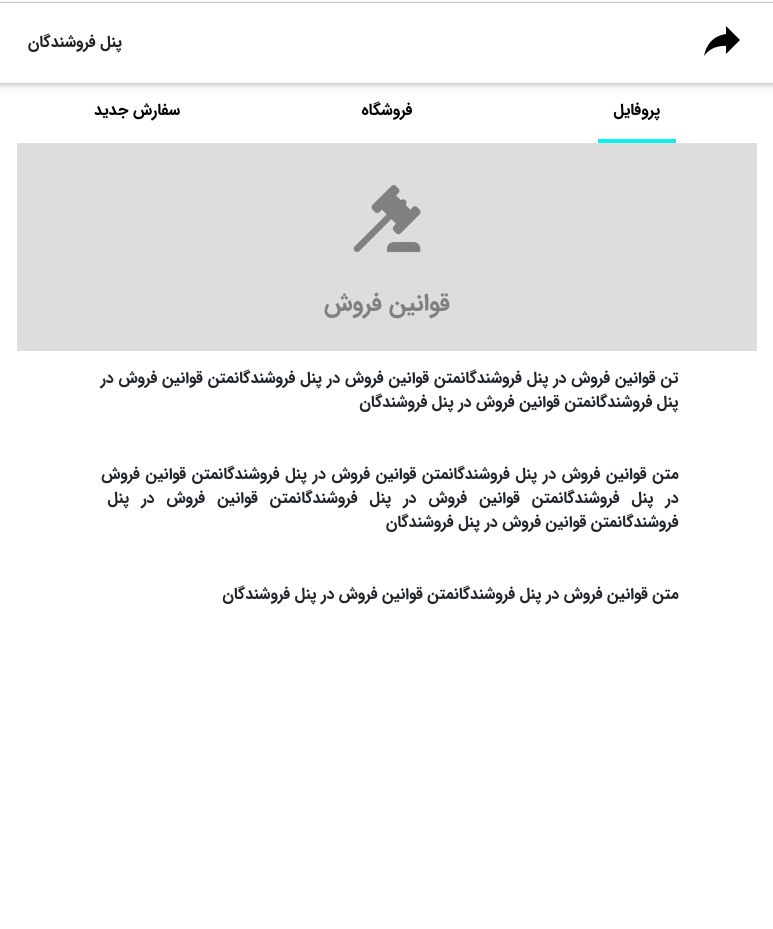 پنل فروشندگان
پروفایل
فروشگاه
سفارش جدید
قوانین فروش
تن قوانین فروش در پنل فروشندگانمتن قوانین فروش در پنل فروشندگانمتن قوانین فروش در
پنل فروشندگانمتن قوانین فروش در پنل فروشندگان
متن قوانین فروش در پنل فروشندگانمتن قوانین فروش در پنل فروشندگانمتن قوانین فروش
در پنل فروشندگانمتن قوانین فروش در پنل فروشندگانمتن قوانین فروش در پنل
فروشندگانمتن قوانین فروش در پنل فروشندگان
متن قوانین فروش در پنل فروشندگانمتن قوانین فروش در پنل فروشندگان